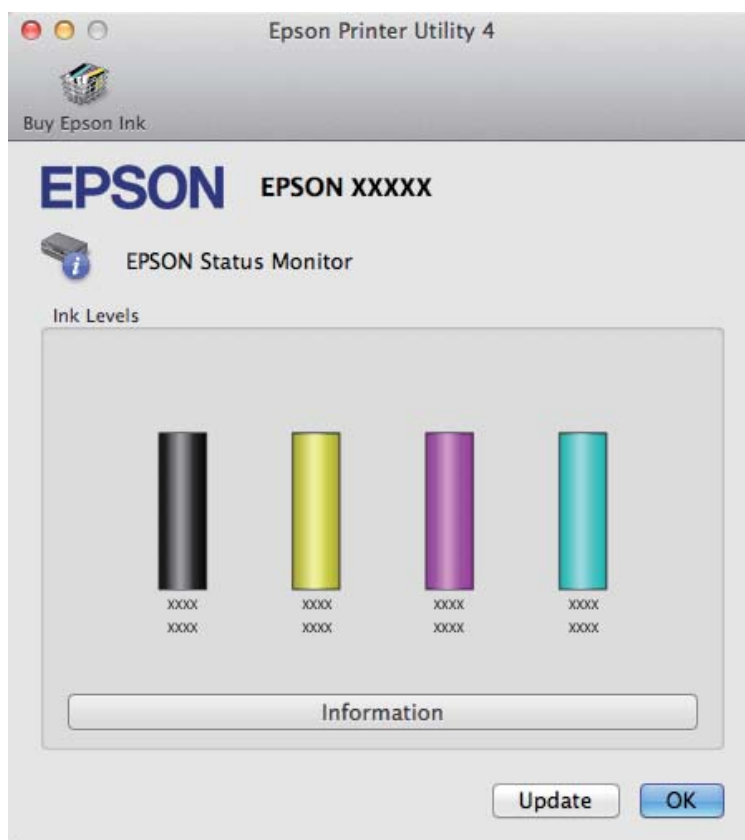 Epson Printer Utility 4
Buy Epson Ink
EPSON EPSON XXXXX
EPSON Status Monitor
Ink Levels
xxxx xxxx xxxx xxxx
xxxx xxxx xxxx xxxx
Information
Update OK